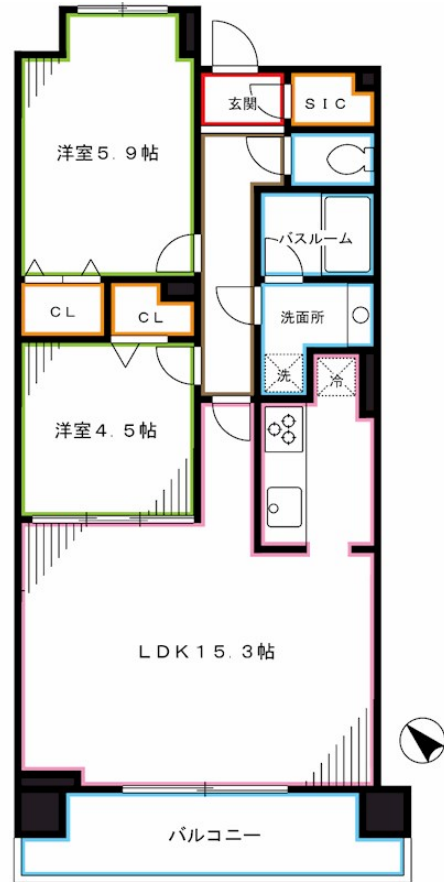 玄関
SIC
洋室5.9帖
バスルーム
CL
CL
洗面所
洗
冷
洋室4.5帖
LDK15.3帖
バルコニー